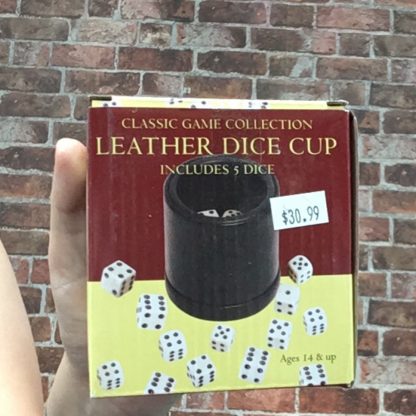 CLASSIC GAME COLLECTION
LEATHER DICE CUP
INCLUDES 5 DICE
$30.99
Ages 14 & up